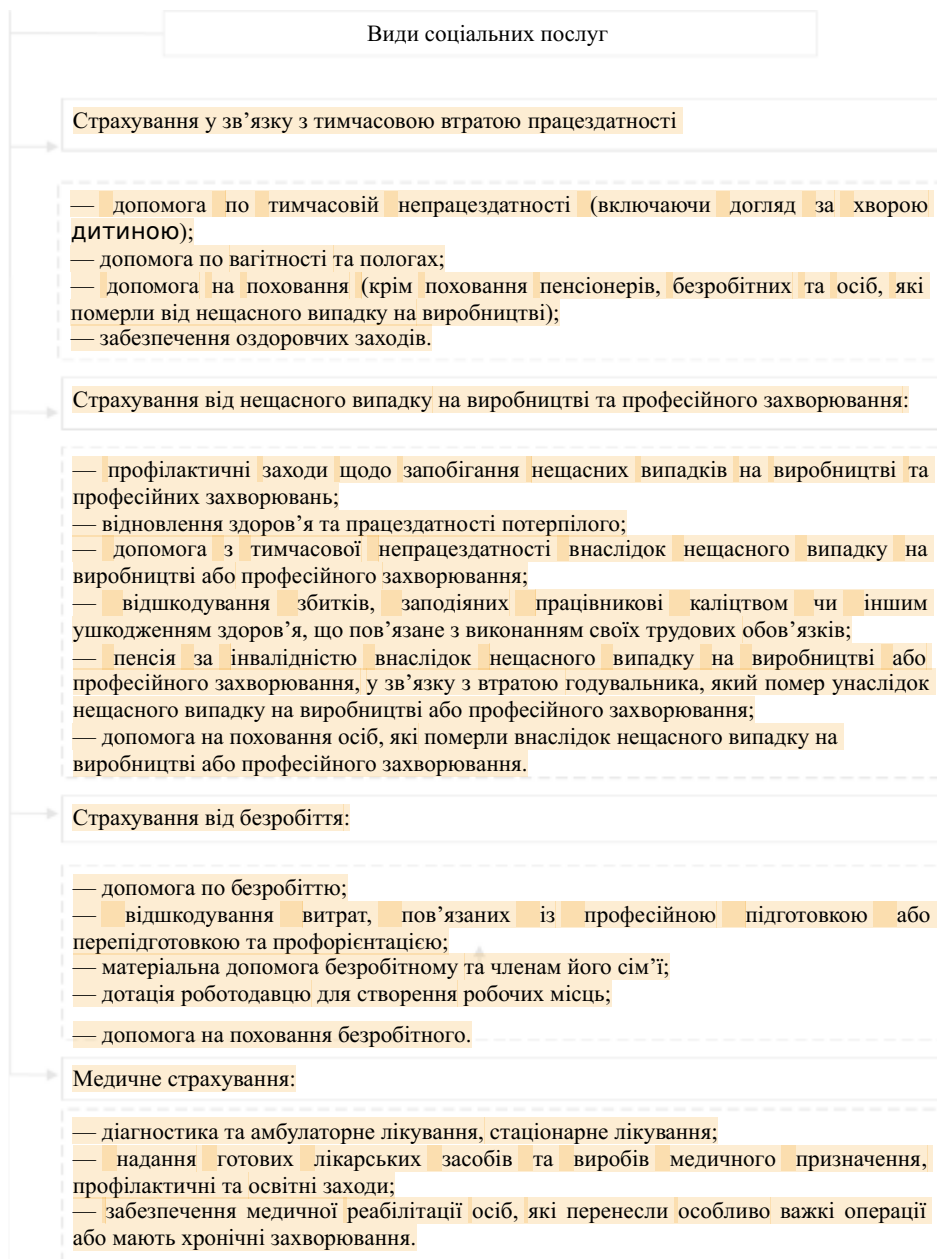 Види соціальних послуг
Страхування у зв’язку з тимчасовою втратою працездатності
— допомога по тимчасовій непрацездатності (включаючи догляд за хворою
дитиною);
— допомога по вагітності та пологах;
— допомога на поховання (крім поховання пенсіонерів, безробітних та осіб, які
померли від нещасного випадку на виробництві);
— забезпечення оздоровчих заходів.
Страхування від нещасного випадку на виробництві та професійного захворювання:
— профілактичні заходи щодо запобігання нещасних випадків на виробництві та
професійних захворювань;
— відновлення здоров’я та працездатності потерпілого;
— допомога з тимчасової непрацездатності внаслідок нещасного випадку на
виробництві або професійного захворювання;
— відшкодування збитків, заподіяних працівникові каліцтвом чи іншим
ушкодженням здоров’я, що пов’язане з виконанням своїх трудових обов’язків;
— пенсія за інвалідністю внаслідок нещасного випадку на виробництві або
професійного захворювання, у зв’язку з втратою годувальника, який помер унаслідок
нещасного випадку на виробництві або професійного захворювання;
— допомога на поховання осіб, які померли внаслідок нещасного випадку на
виробництві або професійного захворювання.
Страхування від безробіття:
— допомога по безробіттю;
— відшкодування витрат, пов’язаних із професійною підготовкою або
перепідготовкою та профорієнтацією;
— матеріальна допомога безробітному та членам його сім’ї;
— дотація роботодавцю для створення робочих місць;
— допомога на поховання безробітного.
Медичне страхування:
— діагностика та амбулаторне лікування, стаціонарне лікування;
— надання готових лікарських засобів та виробів медичного призначення,
профілактичні та освітні заходи;
— забезпечення медичної реабілітації осіб, які перенесли особливо важкі операції
або мають хронічні захворювання.